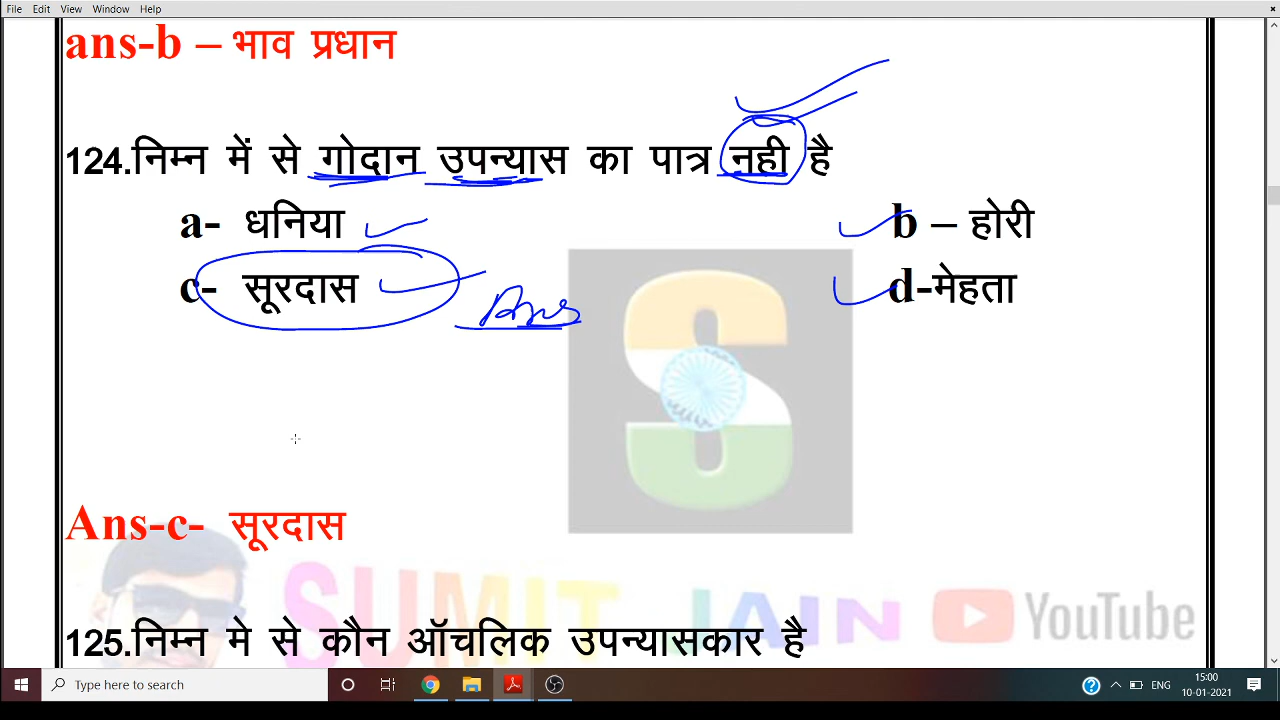 File Edit View Window Help
ans-b – भाव प्रधान
124.निम्न में से गोदान उपन्यास का पात्र नही है
a- धनिया b – होरी
c- सूरदास d-मेहता
Ans
S
Ans-c- सूरदास
SUMIT JAIN YouTube
125.निम्न मे से कौन ऑचलिक उपन्यासकार है
Type here to search ENG 15:00
10-01-2021